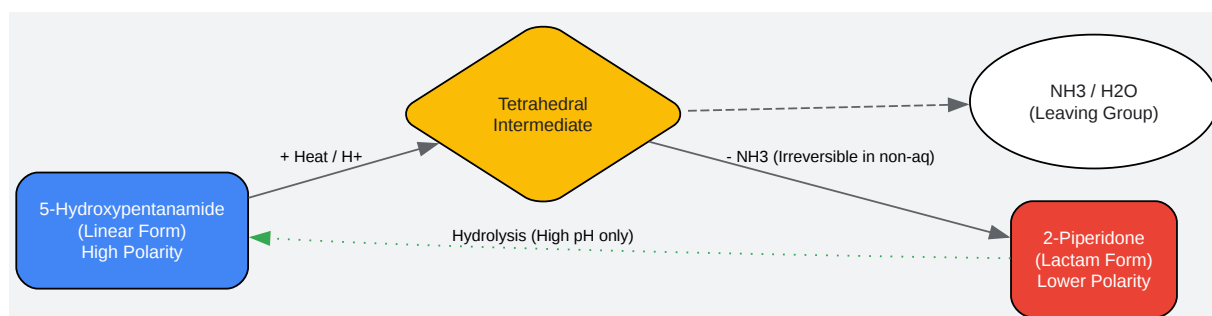 Tetrahedral
Intermediate
NH3 / H2O
(Leaving Group)
+ Heat / H+
- NH3 (Irreversible in non-aq)
5-Hydroxypentanamide
(Linear Form)
High Polarity
Hydrolysis (High pH only)
2-Piperidone
(Lactam Form)
Lower Polarity